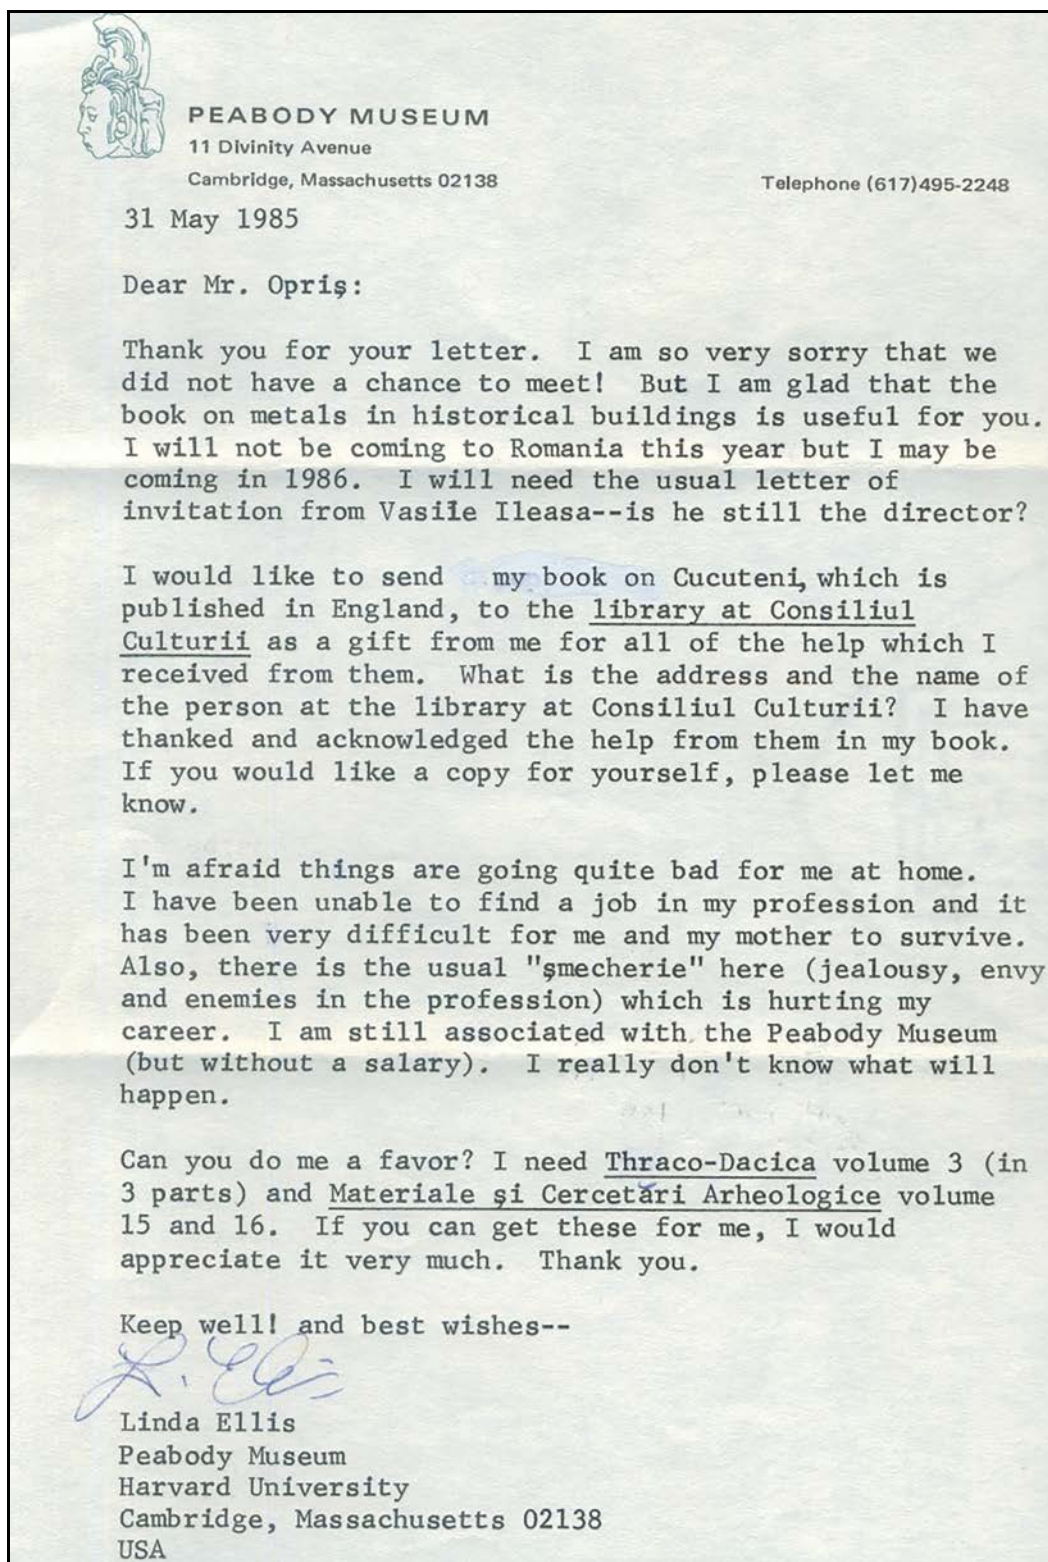 PEABODY MUSEUM
11 Divinity Avenue
Cambridge, Massachusetts 02138
Telephone (617)495-2248
31 May 1985
Dear Mr. Opriş:
Thank you for your letter. I am so very sorry that we
did not have a chance to meet! But I am glad that the
book on metals in historical buildings is useful for you.
I will not be coming to Romania this year but I may be
coming in 1986. I will need the usual letter of
invitation from Vasile Ileasa--is he still the director?
I would like to send my book on Cucuteni, which is
published in England, to the library at Consiliul
Culturii as a gift from me for all of the help which I
received from them. What is the address and the name of
the person at the library at Consiliul Culturii? I have
thanked and acknowledged the help from them in my book.
If you would like a copy for yourself, please let me
know.
I'm afraid things are going quite bad for me at home.
I have been unable to find a job in my profession and it
has been very difficult for me and my mother to survive.
Also, there is the usual "şmecherie" here (jealousy, envy
and enemies in the profession) which is hurting my
career. I am still associated with the Peabody Museum
(but without a salary). I really don't know what will
happen.
Can you do me a favor? I need Thraco-Dacica volume 3 (in
3 parts) and Materiale şi Cercetări Arheologice volume
15 and 16. If you can get these for me, I would
appreciate it very much. Thank you.
Keep well! and best wishes--
L. Ellis
Linda Ellis
Peabody Museum
Harvard University
Cambridge, Massachusetts 02138
USA